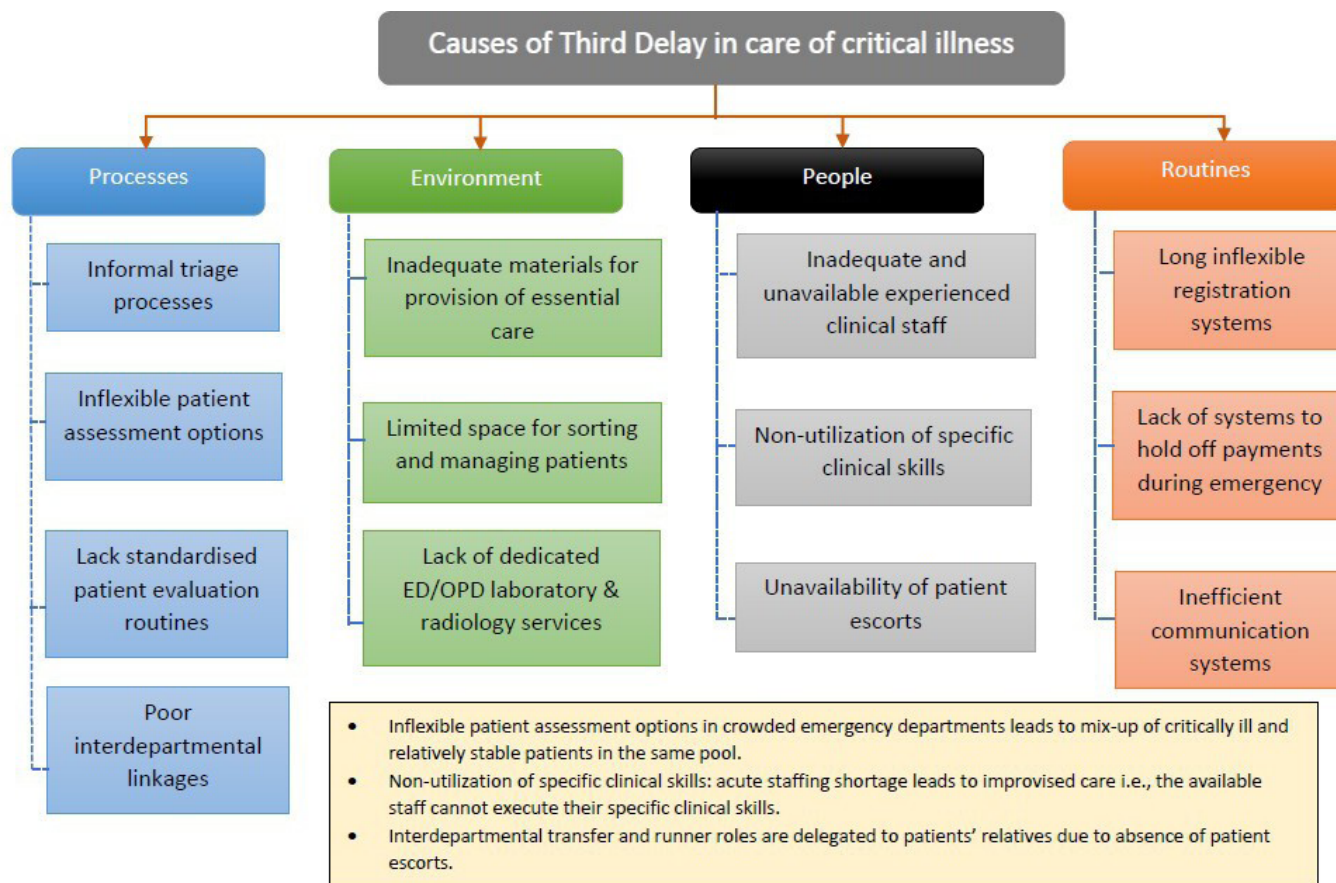 Causes of Third Delay in care of critical illness
Processes
Informal triage
processes
Inflexible patient
assessment options
Lack standardised
patient evaluation
routines
Poor
interdepartmental
linkages
Environment
Inadequate materials for
provision of essential
care
Limited space for sorting
and managing patients
Lack of dedicated
ED/OPD laboratory &
radiology services
People
Inadequate and
unavailable experienced
clinical staff
Non-utilization of specific
clinical skills
Unavailability of patient
escorts
Routines
Long inflexible
registration
systems
Lack of systems to
hold off payments
during emergency
Inefficient
communication
systems
• Inflexible patient assessment options in crowded emergency departments leads to mix-up of critically ill and
relatively stable patients in the same pool.
• Non-utilization of specific clinical skills: acute staffing shortage leads to improvised care i.e., the available
staff cannot execute their specific clinical skills.
• Interdepartmental transfer and runner roles are delegated to patients’ relatives due to absence of patient
escorts.